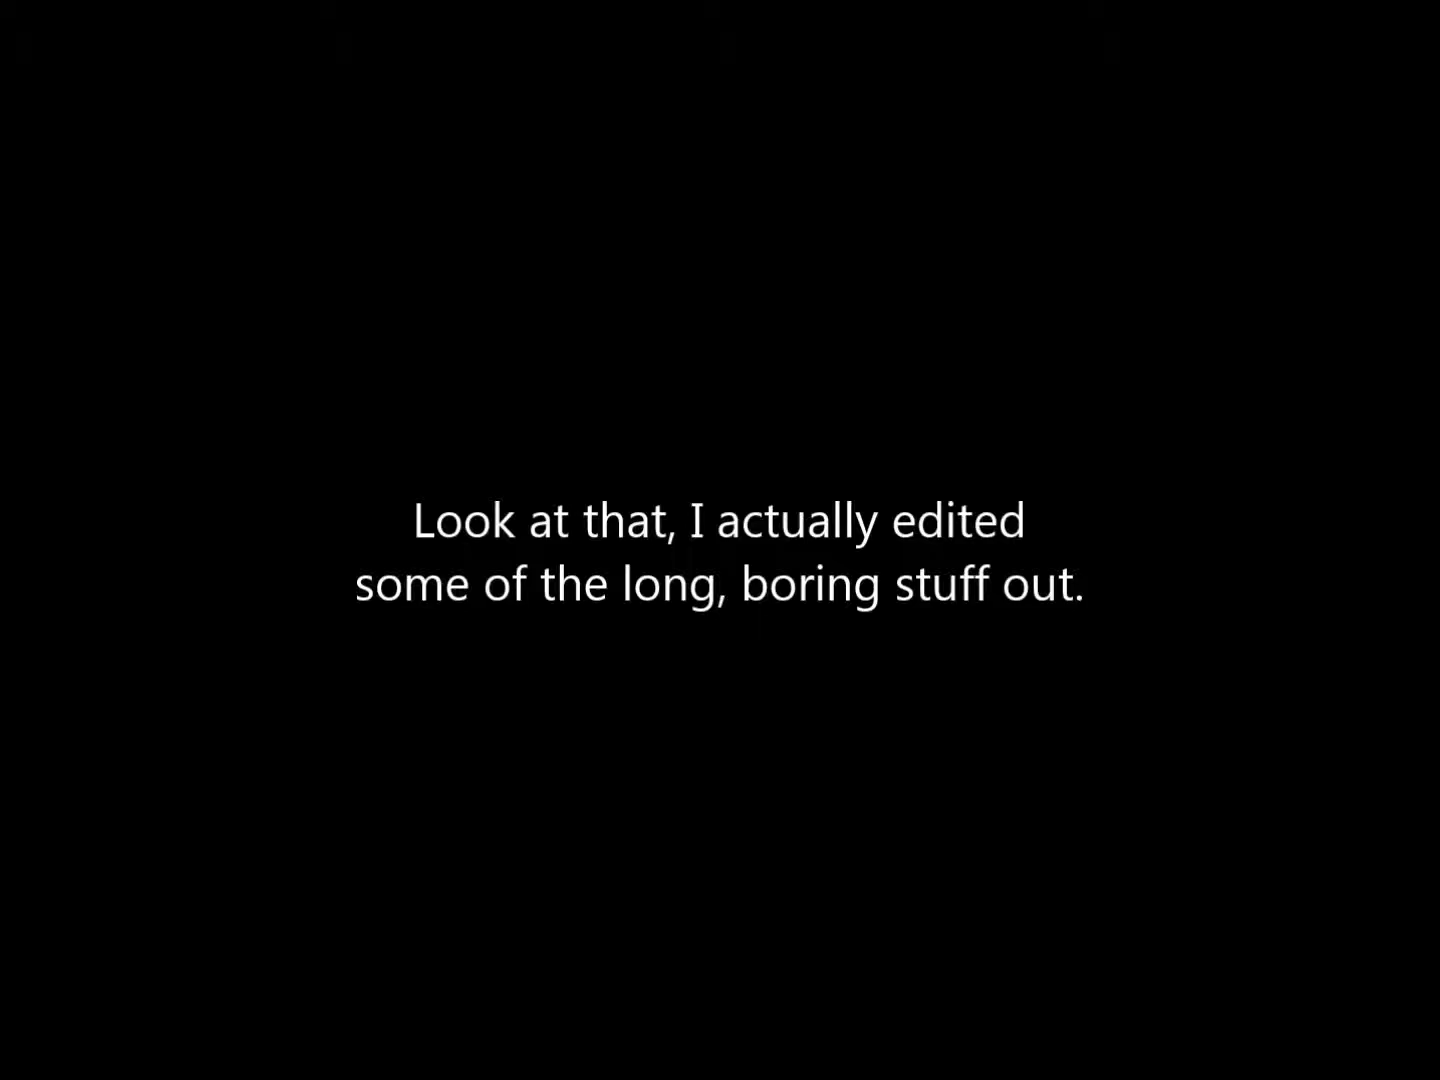 Look at that, I actually edited
some of the long, boring stuff out.